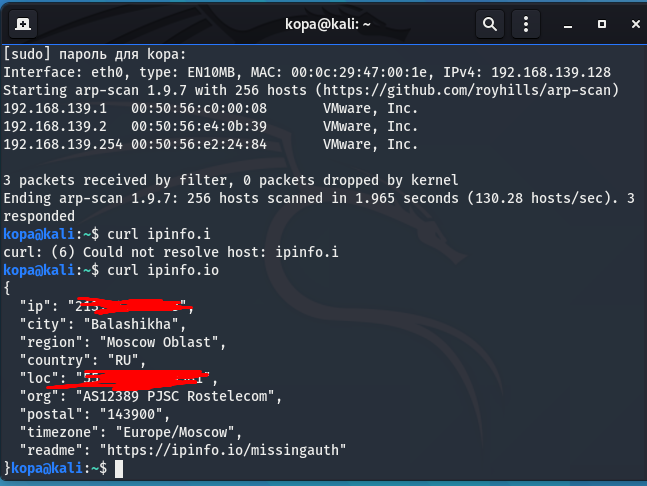 kopa@kali: ~
[sudo] пароль для kopa:
Interface: eth0, type: EN10MB, MAC: 00:0c:29:47:00:1e, IPv4: 192.168.139.128
Starting arp-scan 1.9.7 with 256 hosts (https://github.com/royhills/arp-scan)
192.168.139.1 00:50:56:c0:00:08 VMware, Inc.
192.168.139.2 00:50:56:e4:0b:39 VMware, Inc.
192.168.139.254 00:50:56:e2:24:84 VMware, Inc.
3 packets received by filter, 0 packets dropped by kernel
Ending arp-scan 1.9.7: 256 hosts scanned in 1.965 seconds (130.28 hosts/sec). 3
responded
kopa@kali:~$ curl ipinfo.i
curl: (6) Could not resolve host: ipinfo.i
kopa@kali:~$ curl ipinfo.io
{
"ip": "
"city": "Balashikha",
"region": "Moscow Oblast",
"country": "RU",
"loc": "
"org": "AS12389 PJSC Rostelecom",
"postal": "143900",
"timezone": "Europe/Moscow",
"readme": "https://ipinfo.io/missingauth"
}kopa@kali:~$